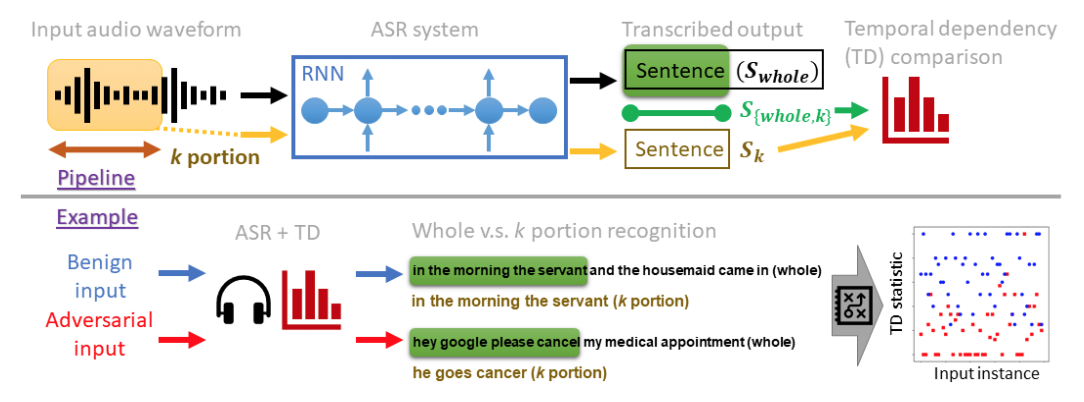 Input audio waveform
ASR system
Transcribed output
Temporal dependency
(TD) comparison
RNN
Sentence (S_whole)
S_{whole,k}
k portion
Sentence S_k
Pipeline
Example
ASR + TD
Whole v.s. k portion recognition
Benign
input
in the morning the servant and the housemaid came in (whole)
in the morning the servant (k portion)
Adversarial
input
hey google please cancel my medical appointment (whole)
he goes cancer (k portion)
TD statistic
Input instance